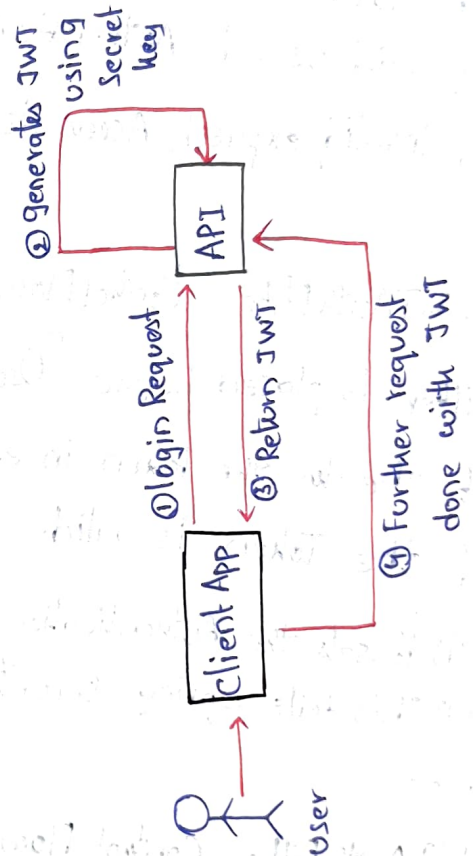 User
Client App
① login Request
② generates JWT
using
Secret
key
API
③ Return JWT
④ Further request
done with JWT